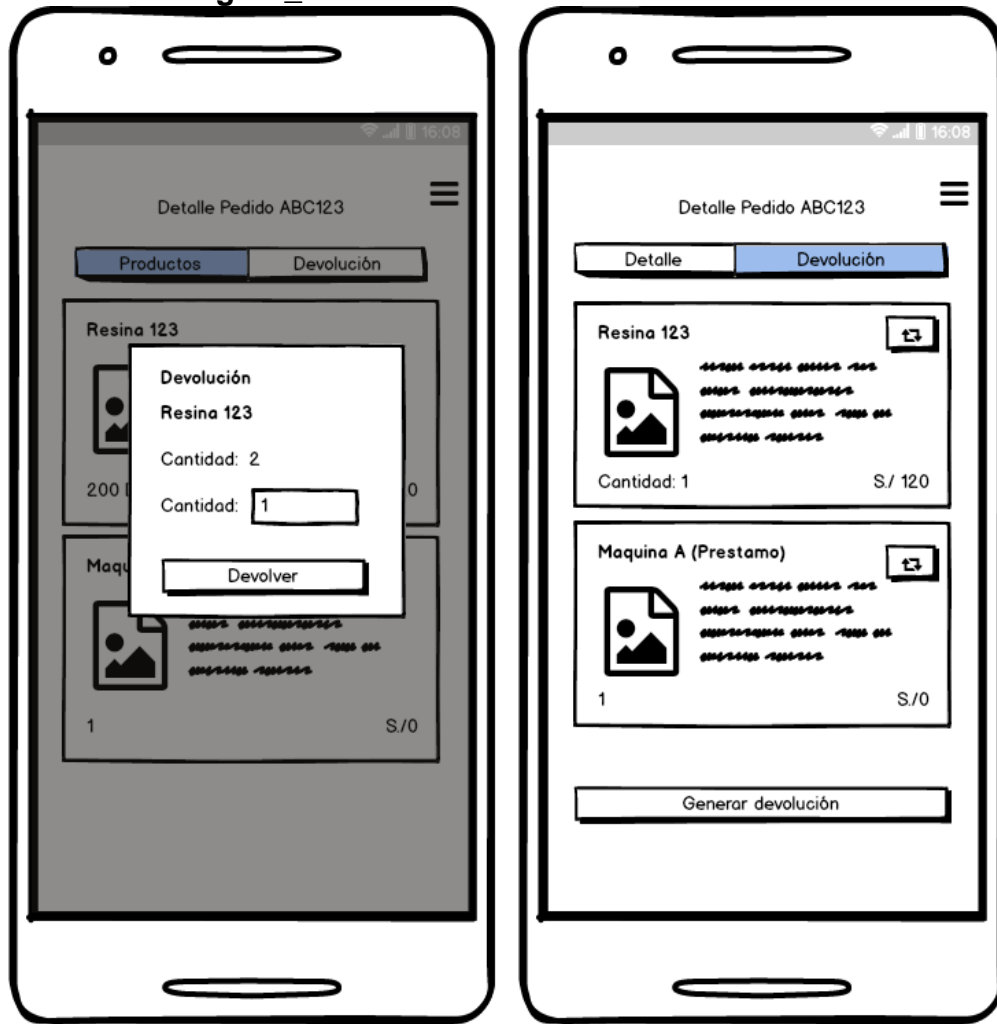 16:08
Detalle Pedido ABC123
Productos Devolución
Resina 123
Devolución
Resina 123
Cantidad: 2
200
0
Cantidad: 1
Devolver
1 S./0
16:08
Detalle Pedido ABC123
Detalle Devolución
Resina 123
Cantidad: 1 S./ 120
Maquina A (Prestamo)
1 S./0
Generar devolución